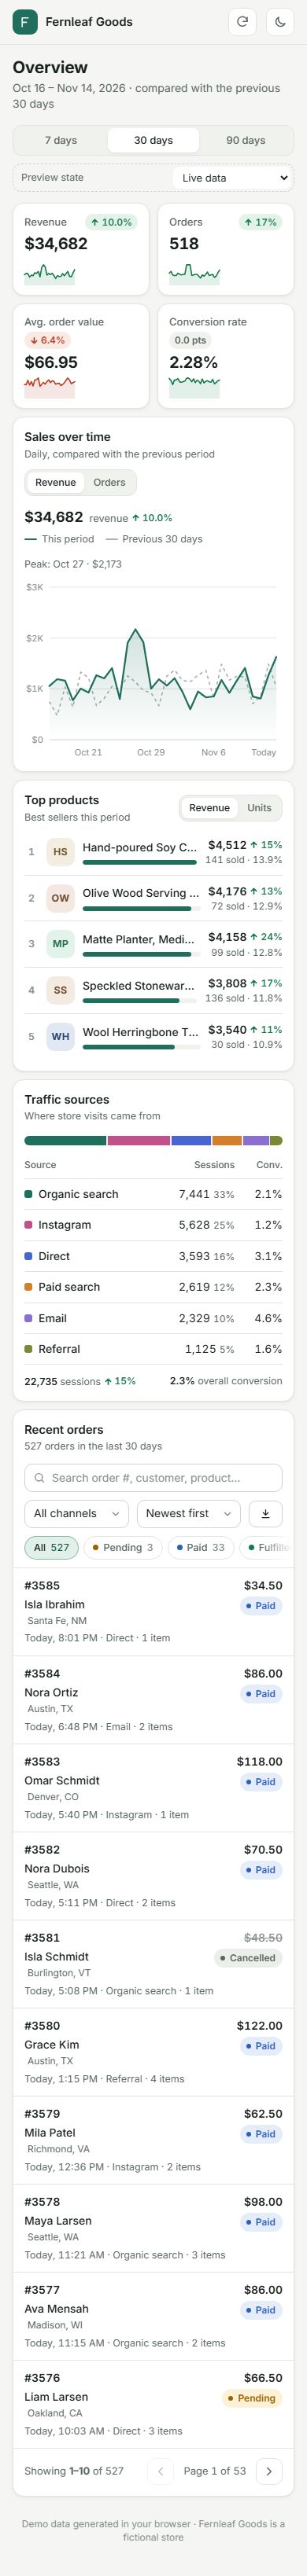 F Fernleaf Goods
Overview
Oct 16 – Nov 14, 2026 · compared with the previous
30 days
7 days 30 days 90 days
Preview state Live data
Revenue ↑ 10.0%
$34,682
Orders ↑ 17%
518
Avg. order value
↓ 6.4%
$66.95
Conversion rate
0.0 pts
2.28%
Sales over time
Daily, compared with the previous period
Revenue Orders
$34,682 revenue ↑ 10.0%
This period Previous 30 days
Peak: Oct 27 · $2,173
$3K
$2K
$1K
$0
Oct 21 Oct 29 Nov 6 Today
Top products
Best sellers this period
Revenue Units
1 HS Hand-poured Soy C... $4,512 ↑ 15%
141 sold · 13.9%
2 OW Olive Wood Serving ... $4,176 ↑ 13%
72 sold · 12.9%
3 MP Matte Planter, Medi... $4,158 ↑ 24%
99 sold · 12.8%
4 SS Speckled Stonewar... $3,808 ↑ 17%
136 sold · 11.8%
5 WH Wool Herringbone T... $3,540 ↑ 11%
30 sold · 10.9%
Traffic sources
Where store visits came from
Source Sessions Conv.
Organic search 7,441 33% 2.1%
Instagram 5,628 25% 1.2%
Direct 3,593 16% 3.1%
Paid search 2,619 12% 2.3%
Email 2,329 10% 4.6%
Referral 1,125 5% 1.6%
22,735 sessions ↑ 15% 2.3% overall conversion
Recent orders
527 orders in the last 30 days
Search order #, customer, product...
All channels Newest first
All 527 Pending 3 Paid 33 Fulfille
#3585 $34.50
Isla Ibrahim Paid
Santa Fe, NM
Today, 8:01 PM · Direct · 1 item
#3584 $86.00
Nora Ortiz Paid
Austin, TX
Today, 6:48 PM · Email · 2 items
#3583 $118.00
Omar Schmidt Paid
Denver, CO
Today, 5:40 PM · Instagram · 1 item
#3582 $70.50
Nora Dubois Paid
Seattle, WA
Today, 5:11 PM · Direct · 2 items
#3581 $48.50
Isla Schmidt Cancelled
Burlington, VT
Today, 5:08 PM · Organic search · 1 item
#3580 $122.00
Grace Kim Paid
Austin, TX
Today, 1:15 PM · Referral · 4 items
#3579 $62.50
Mila Patel Paid
Richmond, VA
Today, 12:36 PM · Instagram · 2 items
#3578 $98.00
Maya Larsen Paid
Seattle, WA
Today, 11:21 AM · Organic search · 3 items
#3577 $86.00
Ava Mensah Paid
Madison, WI
Today, 11:15 AM · Organic search · 2 items
#3576 $66.50
Liam Larsen Pending
Oakland, CA
Today, 10:03 AM · Direct · 3 items
Showing 1–10 of 527 Page 1 of 53
Demo data generated in your browser · Fernleaf Goods is a
fictional store